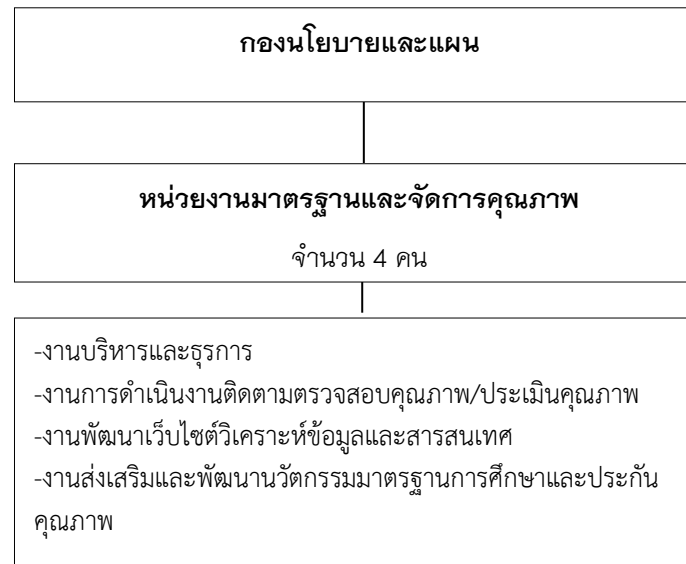 กองนโยบายและแผน
หน่วยงานมาตรฐานและจัดการคุณภาพ
จำนวน 4 คน
-งานบริหารและธุรการ
-งานการดำเนินงานติดตามตรวจสอบคุณภาพ/ประเมินคุณภาพ
-งานพัฒนาเว็บไซต์วิเคราะห์ข้อมูลและสารสนเทศ
-งานส่งเสริมและพัฒนานวัตกรรมมาตรฐานการศึกษาและประกัน
คุณภาพ